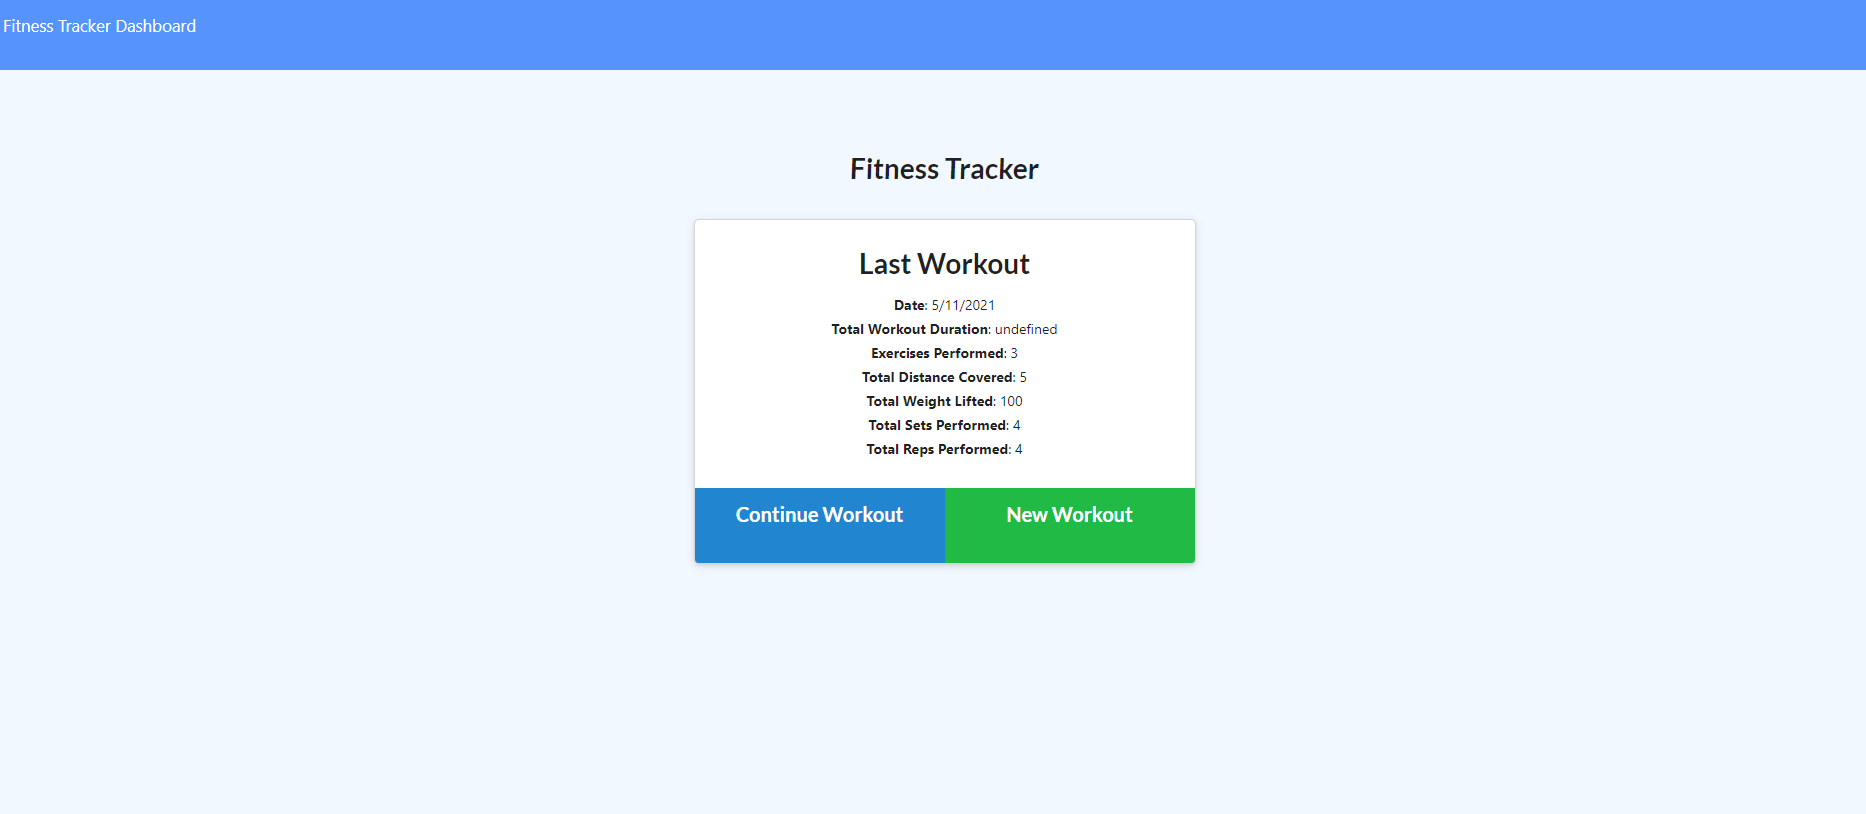 Fitness Tracker Dashboard
Fitness Tracker
Last Workout
Date: 5/11/2021
Total Workout Duration: undefined
Exercises Performed: 3
Total Distance Covered: 5
Total Weight Lifted: 100
Total Sets Performed: 4
Total Reps Performed: 4
Continue Workout
New Workout